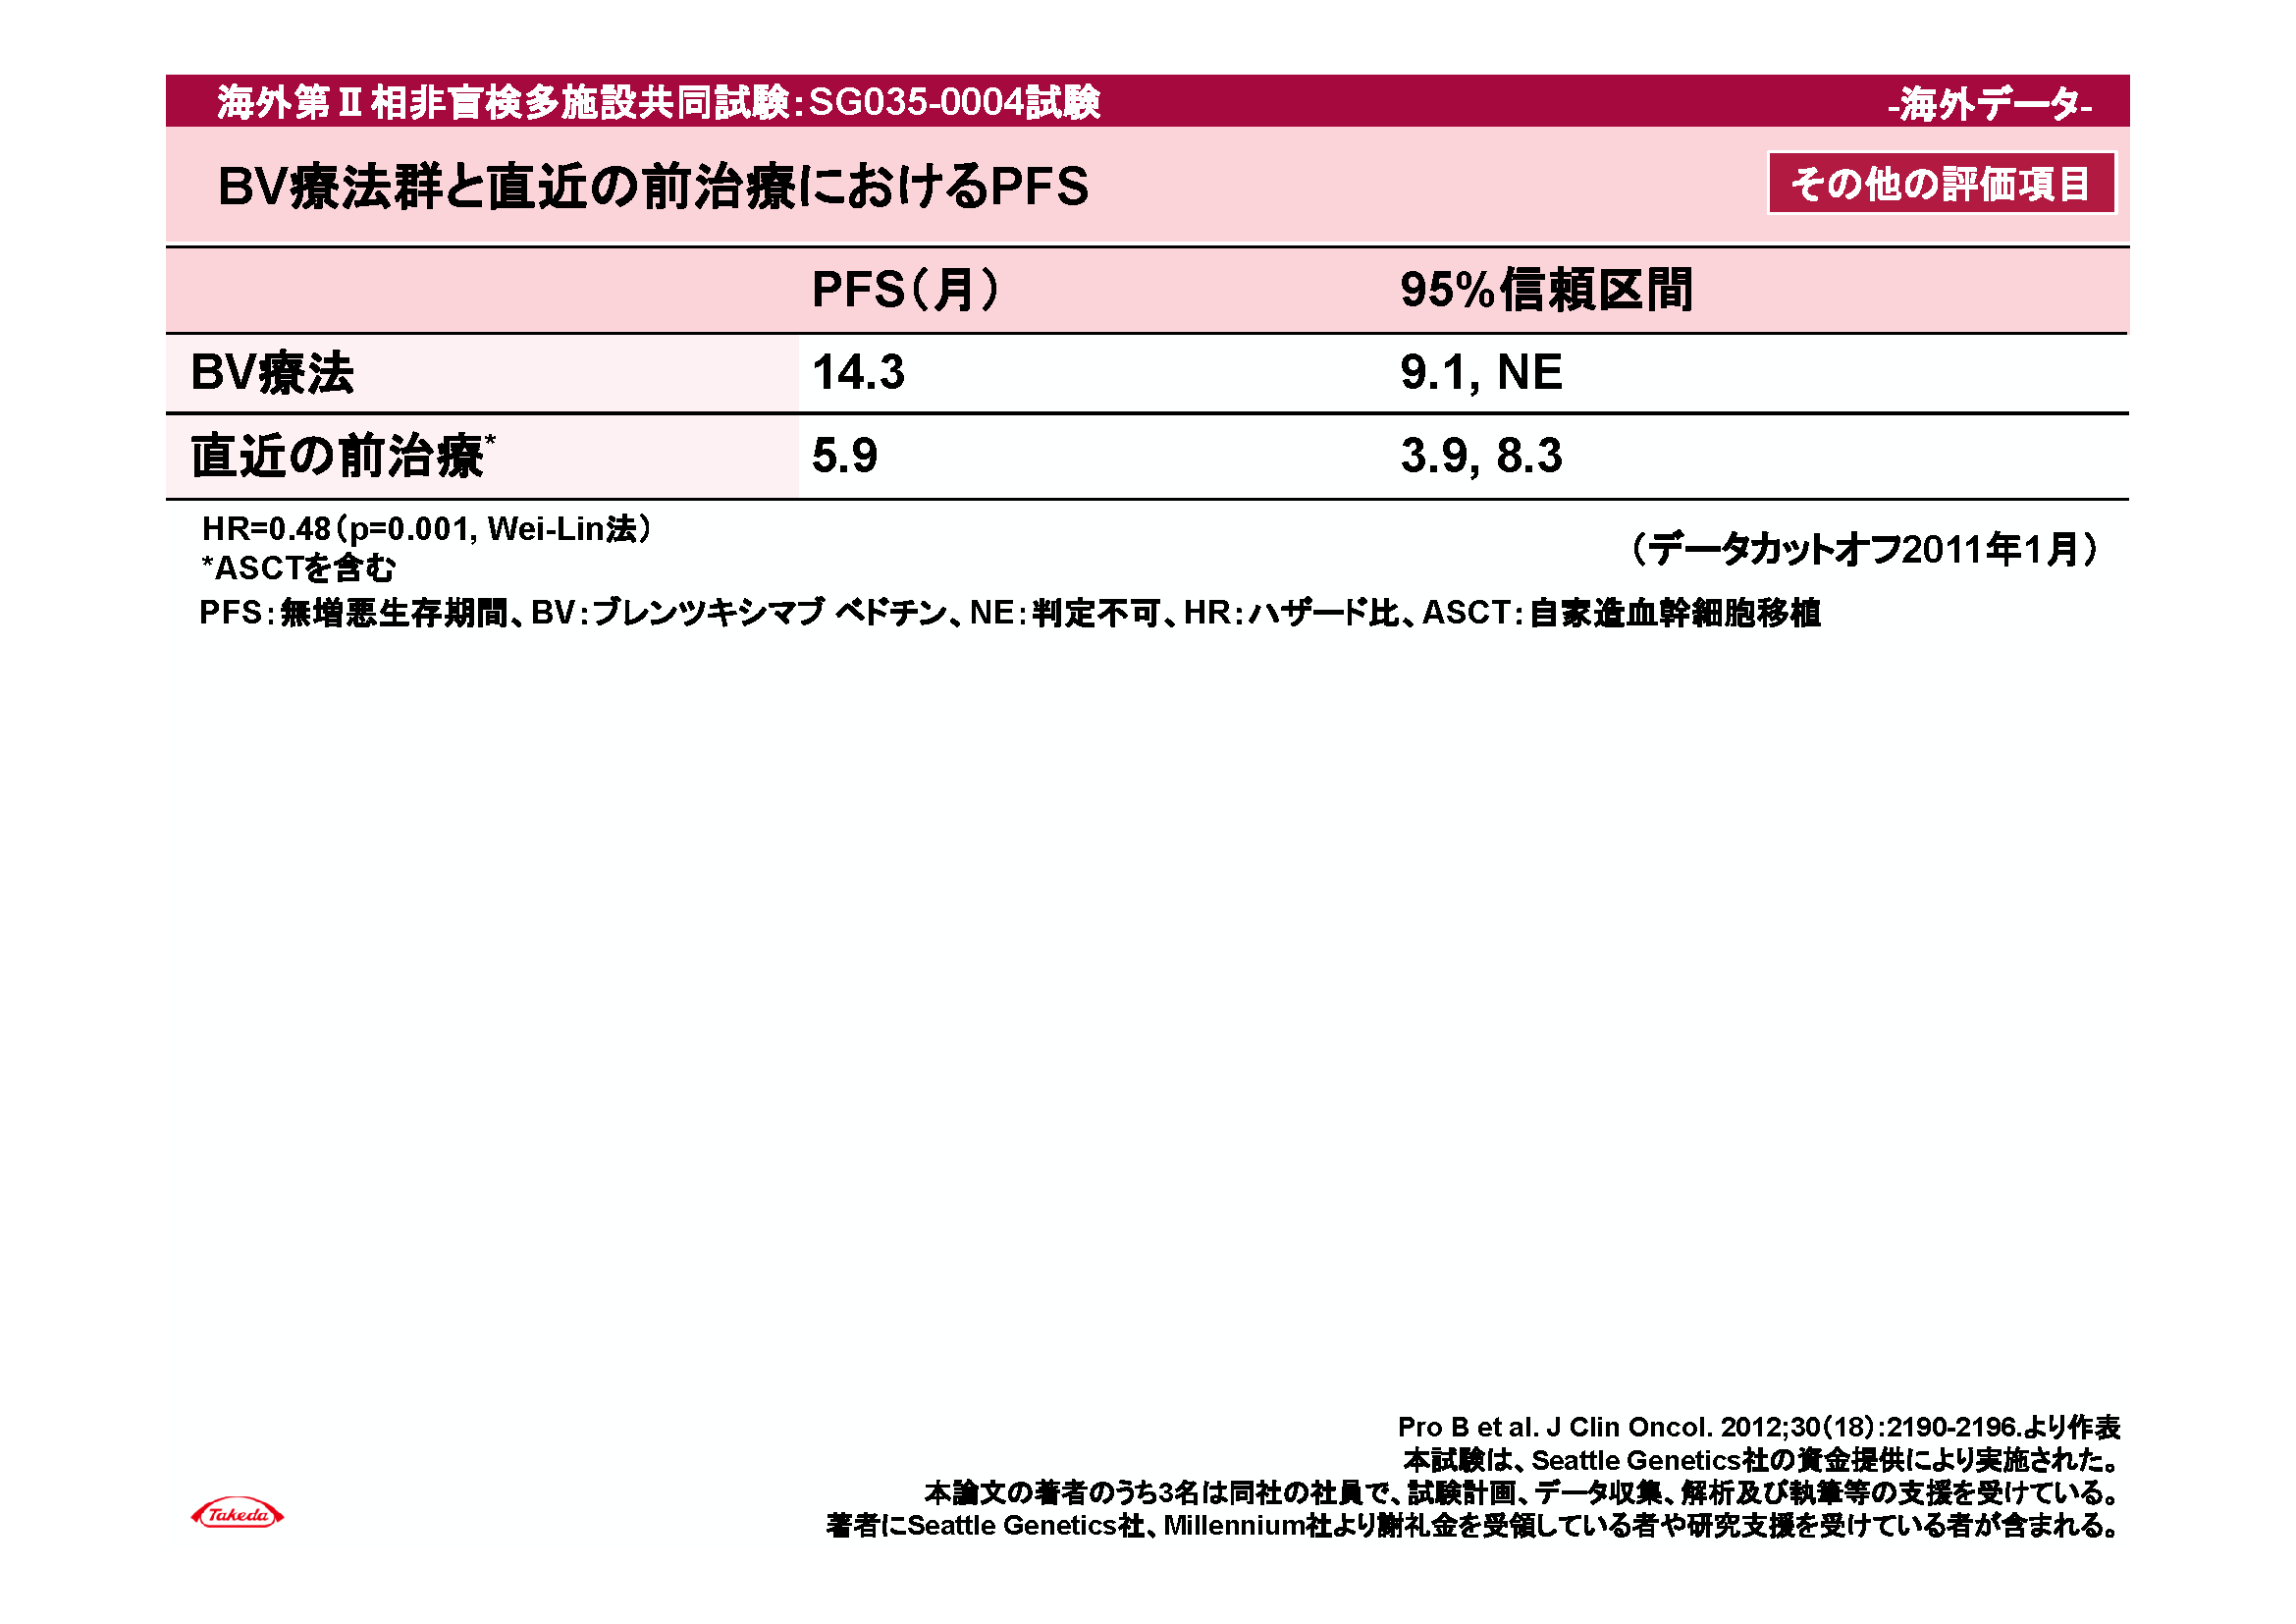 海外第Ⅱ相非盲検多施設共同試験：SG035-0004試験
-海外データ-
BV療法群と直近の前治療におけるPFS
その他の評価項目
PFS（月） 95%信頼区間
BV療法 14.3 9.1, NE
直近の前治療* 5.9 3.9, 8.3
HR=0.48（p=0.001, Wei-Lin法）
*ASCTを含む
（データカットオフ2011年1月）
PFS：無増悪生存期間、BV：ブレンツキシマブ ベドチン、NE：判定不可、HR：ハザード比、ASCT：自家造血幹細胞移植
Pro B et al. J Clin Oncol. 2012;30（18）:2190-2196.より作表
本試験は、Seattle Genetics社の資金提供により実施された。
本論文の著者のうち3名は同社の社員で、試験計画、データ収集、解析及び執筆等の支援を受けている。
著者にSeattle Genetics社、Millennium社より謝礼金を受領している者や研究支援を受けている者が含まれる。
Takeda